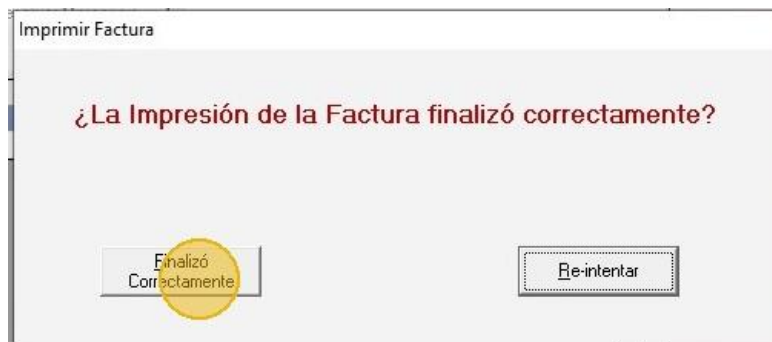 Imprimir Factura
¿La Impresión de la Factura finalizó correctamente?
Finalizó
Correctamente
Re-intentar